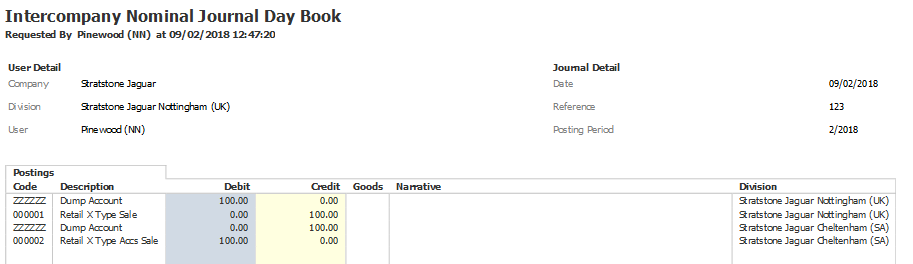 Intercompany Nominal Journal Day Book
Requested By Pinewood (NN) at 09/02/2018 12:47:20
User Detail Journal Detail
Company Stratstone Jaguar Date 09/02/2018
Division Stratstone Jaguar Nottingham (UK) Reference 123
User Pinewood (NN) Posting Period 2/2018
Postings
Code Description Debit Credit Goods Narrative Division
ZZZZZZ Dump Account 100.00 0.00 Stratstone Jaguar Nottingham (UK)
000001 Retail X Type Sale 0.00 100.00 Stratstone Jaguar Nottingham (UK)
ZZZZZZ Dump Account 0.00 100.00 Stratstone Jaguar Cheltenham (SA)
000002 Retail X Type Accs Sale 100.00 0.00 Stratstone Jaguar Cheltenham (SA)